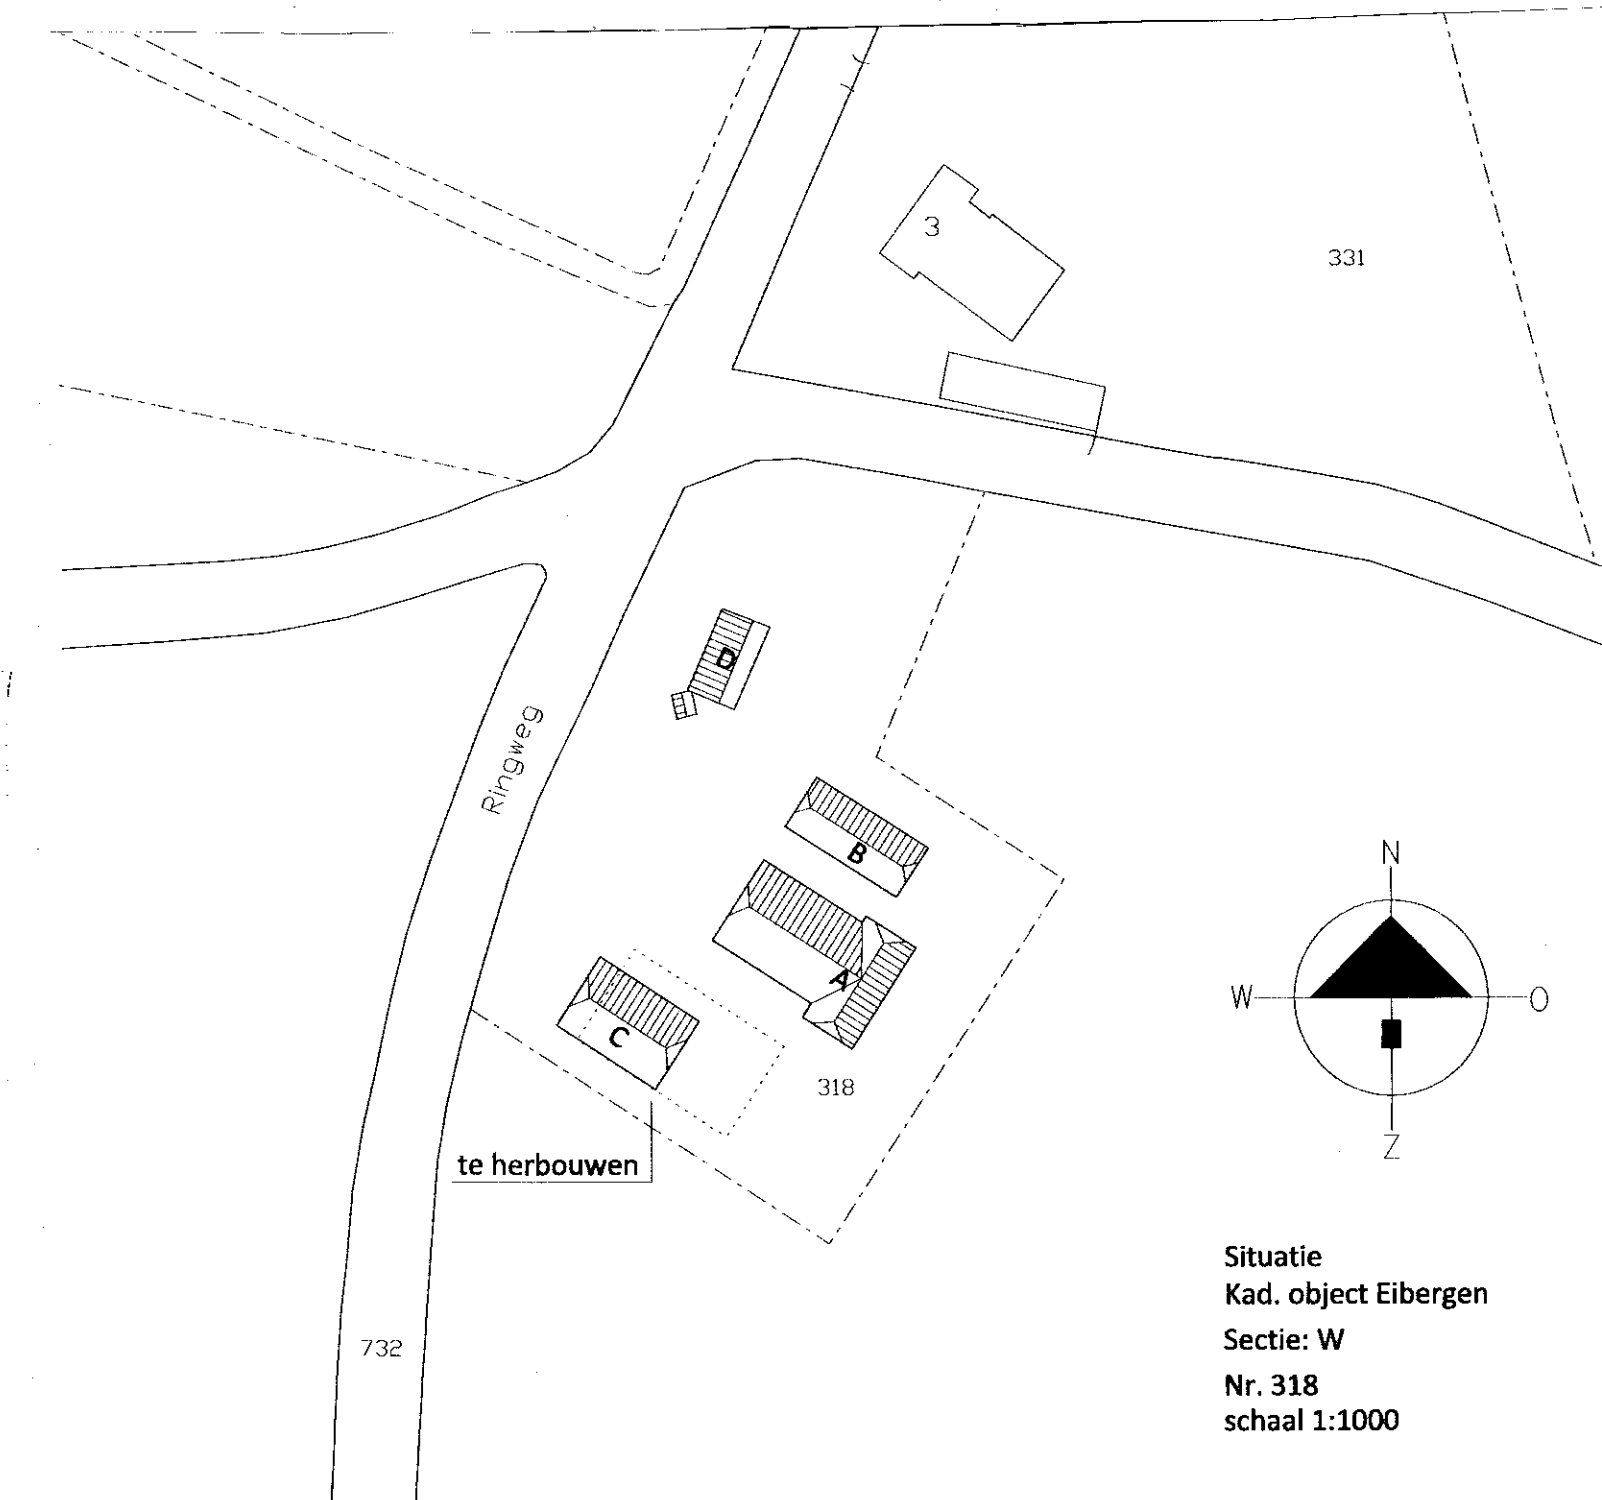 3
331
D
Ringweg
B
A
C
318
te herbouwen
732
N
W
O
Z
Situatie
Kad. object Eibergen
Sectie: W
Nr. 318
schaal 1:1000